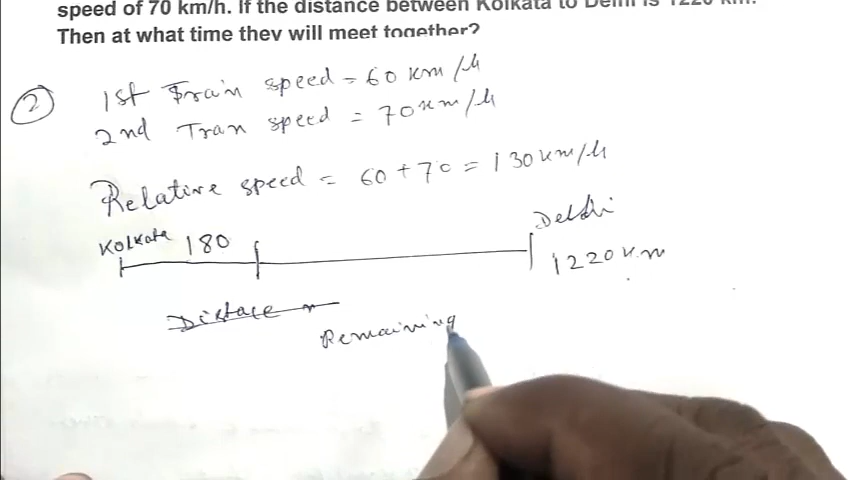 speed of 70 km/h. If the distance between Kolkata to Delhi is 1220 km.
Then at what time they will meet together?
2 1st Train speed = 60 km/h
2nd Tran speed = 70 km/h
Relative speed = 60 + 70 = 130 km/h
Kolkata 180 Delhi
1220 km
Distace
Remaining